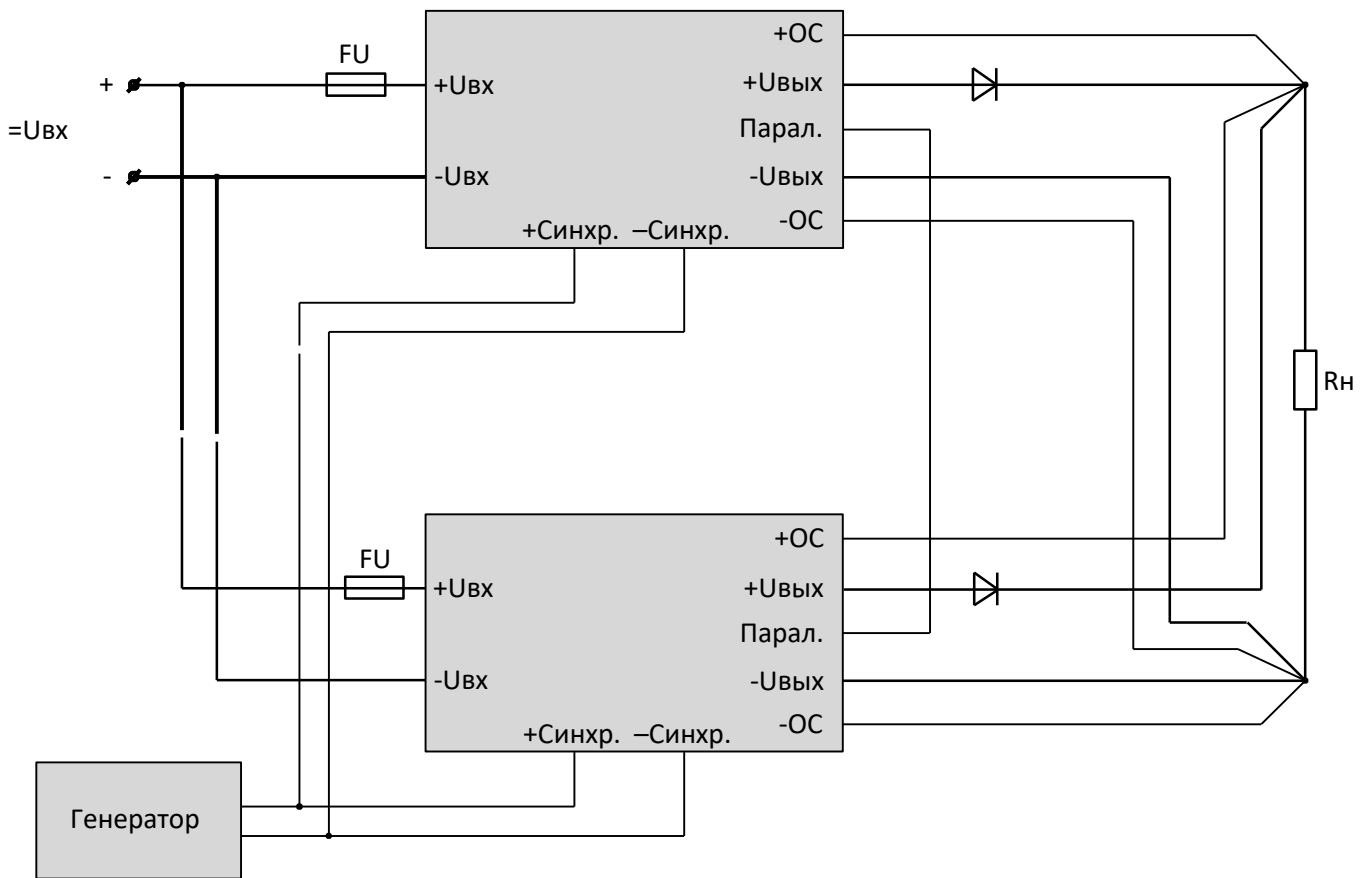 +ОС
FU
+Uвых
+
+Uвх
=Uвх
Парал.
-
-Uвх
-Uвых
-ОС
+Синхр. –Синхр.
Rн
+ОС
FU
+Uвх
+Uвых
Парал.
-Uвх
-Uвых
-ОС
+Синхр. –Синхр.
Генератор